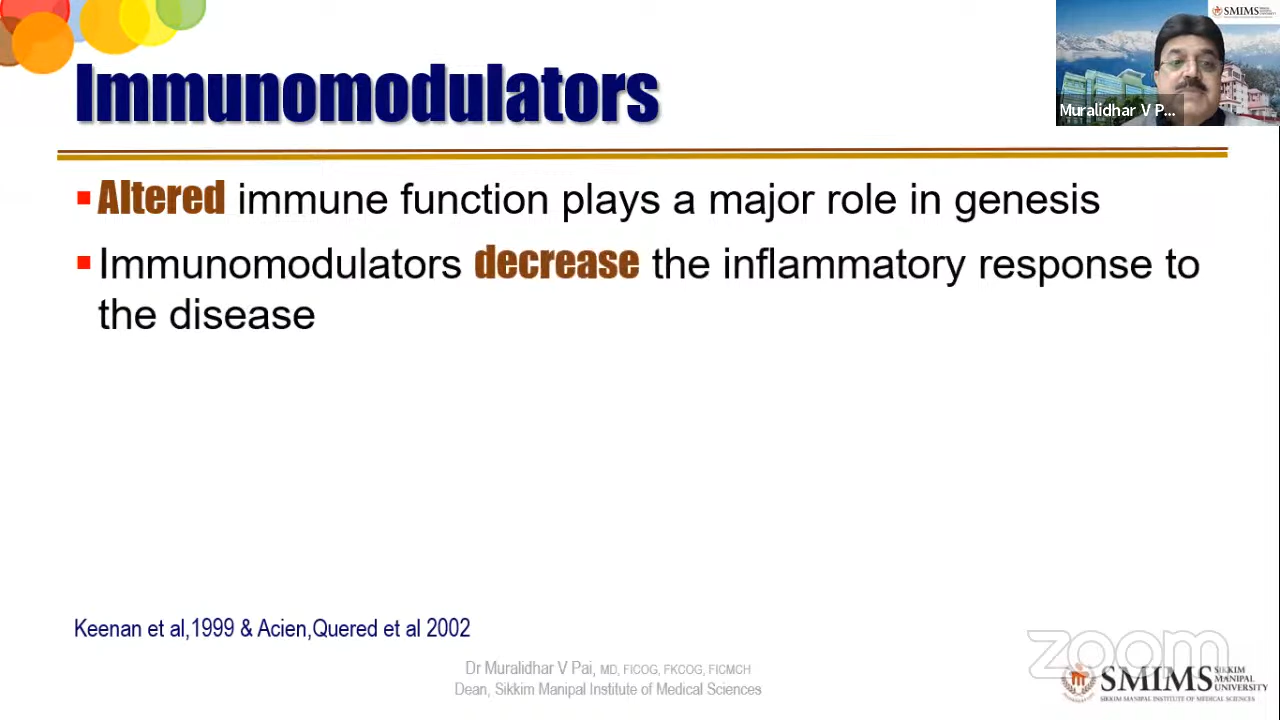 SMIMS
Immunomodulators
Muralidhar V P...
Altered immune function plays a major role in genesis
Immunomodulators decrease the inflammatory response to
the disease
Keenan et al,1999 & Acien,Quered et al 2002
Dr Muralidhar V Pai, MD, FICOG, FKCOG, FICMCH
Dean, Sikkim Manipal Institute of Medical Sciences
zoom
SMIMS
SIKKIM
MANIPAL
UNIVERSITY
SIKKIM MANIPAL INSTITUTE OF MEDICAL SCIENCES